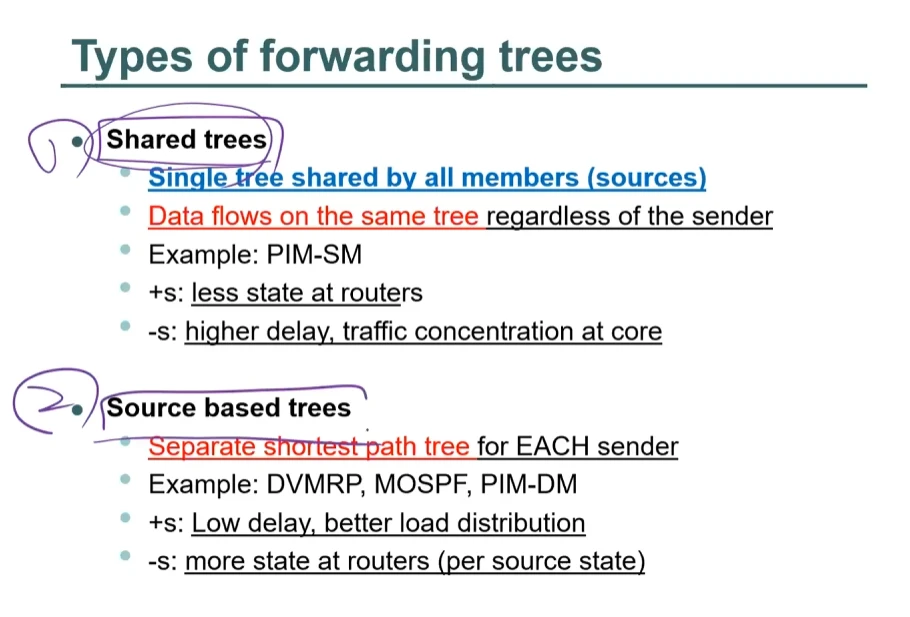 Types of forwarding trees
1)
• Shared trees
• Single tree shared by all members (sources)
• Data flows on the same tree regardless of the sender
• Example: PIM-SM
• +s: less state at routers
• -s: higher delay, traffic concentration at core
2)
• Source based trees
• Separate shortest path tree for EACH sender
• Example: DVMRP, MOSPF, PIM-DM
• +s: Low delay, better load distribution
• -s: more state at routers (per source state)